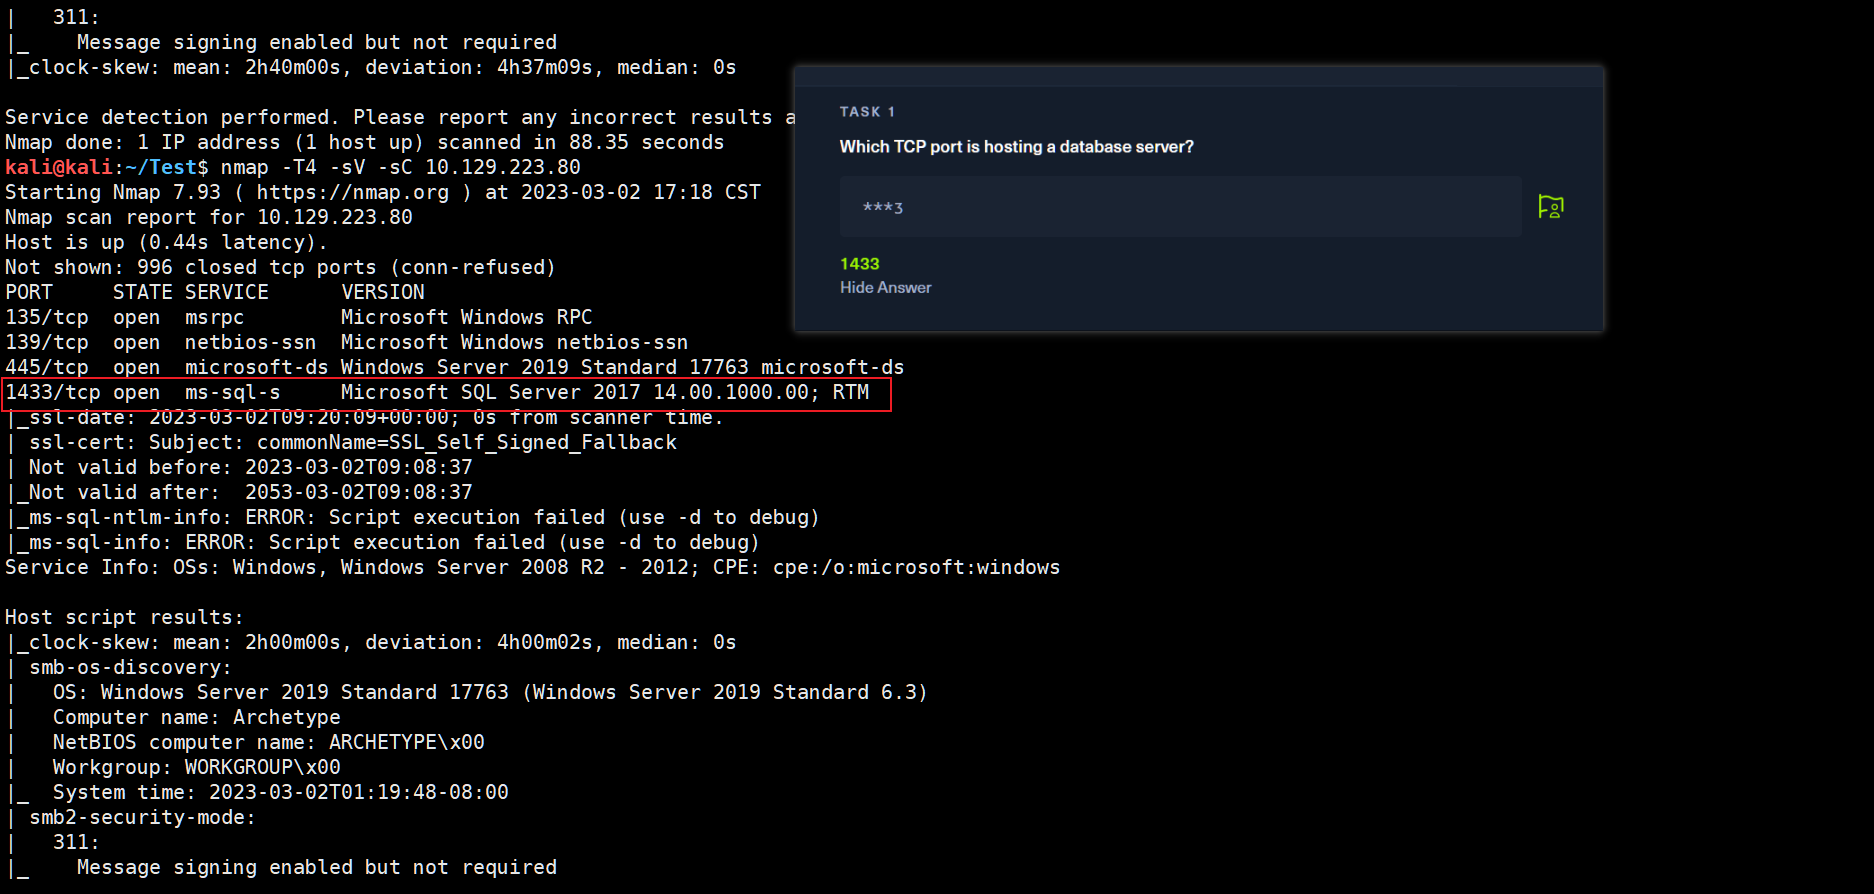 |   311:
|_    Message signing enabled but not required
|_clock-skew: mean: 2h40m00s, deviation: 4h37m09s, median: 0s
Service detection performed. Please report any incorrect results a
Nmap done: 1 IP address (1 host up) scanned in 88.35 seconds
kali@kali:~/Test$ nmap -T4 -sV -sC 10.129.223.80
Starting Nmap 7.93 ( https://nmap.org ) at 2023-03-02 17:18 CST
Nmap scan report for 10.129.223.80
Host is up (0.44s latency).
Not shown: 996 closed tcp ports (conn-refused)
PORT     STATE SERVICE      VERSION
135/tcp  open  msrpc        Microsoft Windows RPC
139/tcp  open  netbios-ssn  Microsoft Windows netbios-ssn
445/tcp  open  microsoft-ds Windows Server 2019 Standard 17763 microsoft-ds
1433/tcp open  ms-sql-s     Microsoft SQL Server 2017 14.00.1000.00; RTM
|_ssl-date: 2023-03-02T09:20:09+00:00; 0s from scanner time.
| ssl-cert: Subject: commonName=SSL_Self_Signed_Fallback
| Not valid before: 2023-03-02T09:08:37
|_Not valid after:  2053-03-02T09:08:37
|_ms-sql-ntlm-info: ERROR: Script execution failed (use -d to debug)
|_ms-sql-info: ERROR: Script execution failed (use -d to debug)
Service Info: OSs: Windows, Windows Server 2008 R2 - 2012; CPE: cpe:/o:microsoft:windows
Host script results:
|_clock-skew: mean: 2h00m00s, deviation: 4h00m02s, median: 0s
| smb-os-discovery:
|   OS: Windows Server 2019 Standard 17763 (Windows Server 2019 Standard 6.3)
|   Computer name: Archetype
|   NetBIOS computer name: ARCHETYPE\x00
|   Workgroup: WORKGROUP\x00
|_  System time: 2023-03-02T01:19:48-08:00
| smb2-security-mode:
|   311:
|_    Message signing enabled but not required
TASK 1
Which TCP port is hosting a database server?
***3
1433
Hide Answer